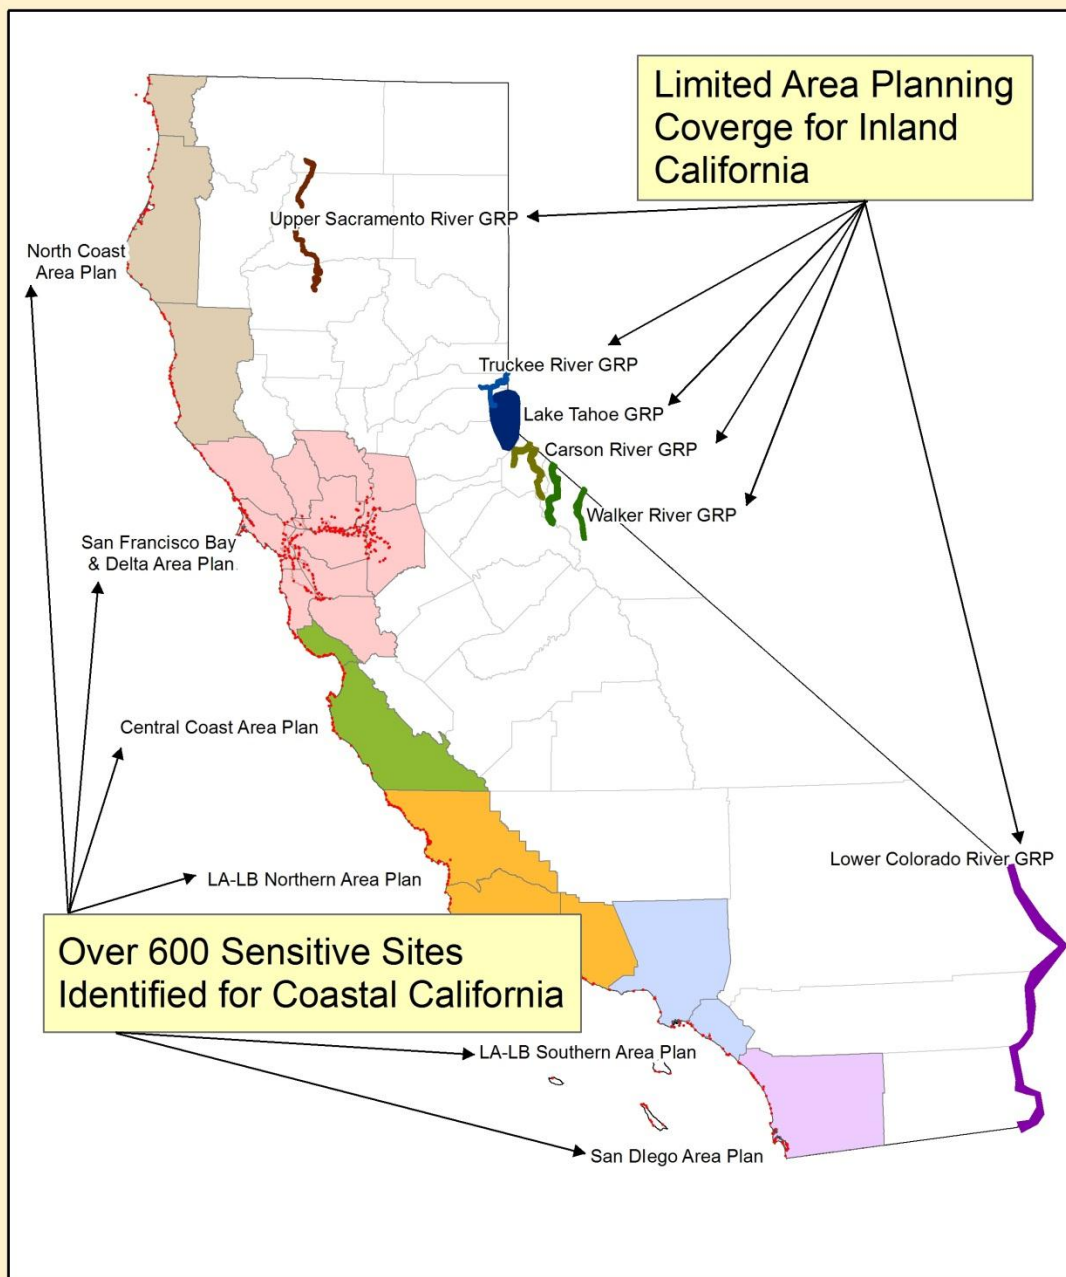 Limited Area Planning
Coverge for Inland
California
Upper Sacramento River GRP
North Coast
Area Plan
Truckee River GRP
Lake Tahoe GRP
Carson River GRP
Walker River GRP
San Francisco Bay
& Delta Area Plan
Central Coast Area Plan
Lower Colorado River GRP
LA-LB Northern Area Plan
Over 600 Sensitive Sites
Identified for Coastal California
LA-LB Southern Area Plan
San DIego Area Plan